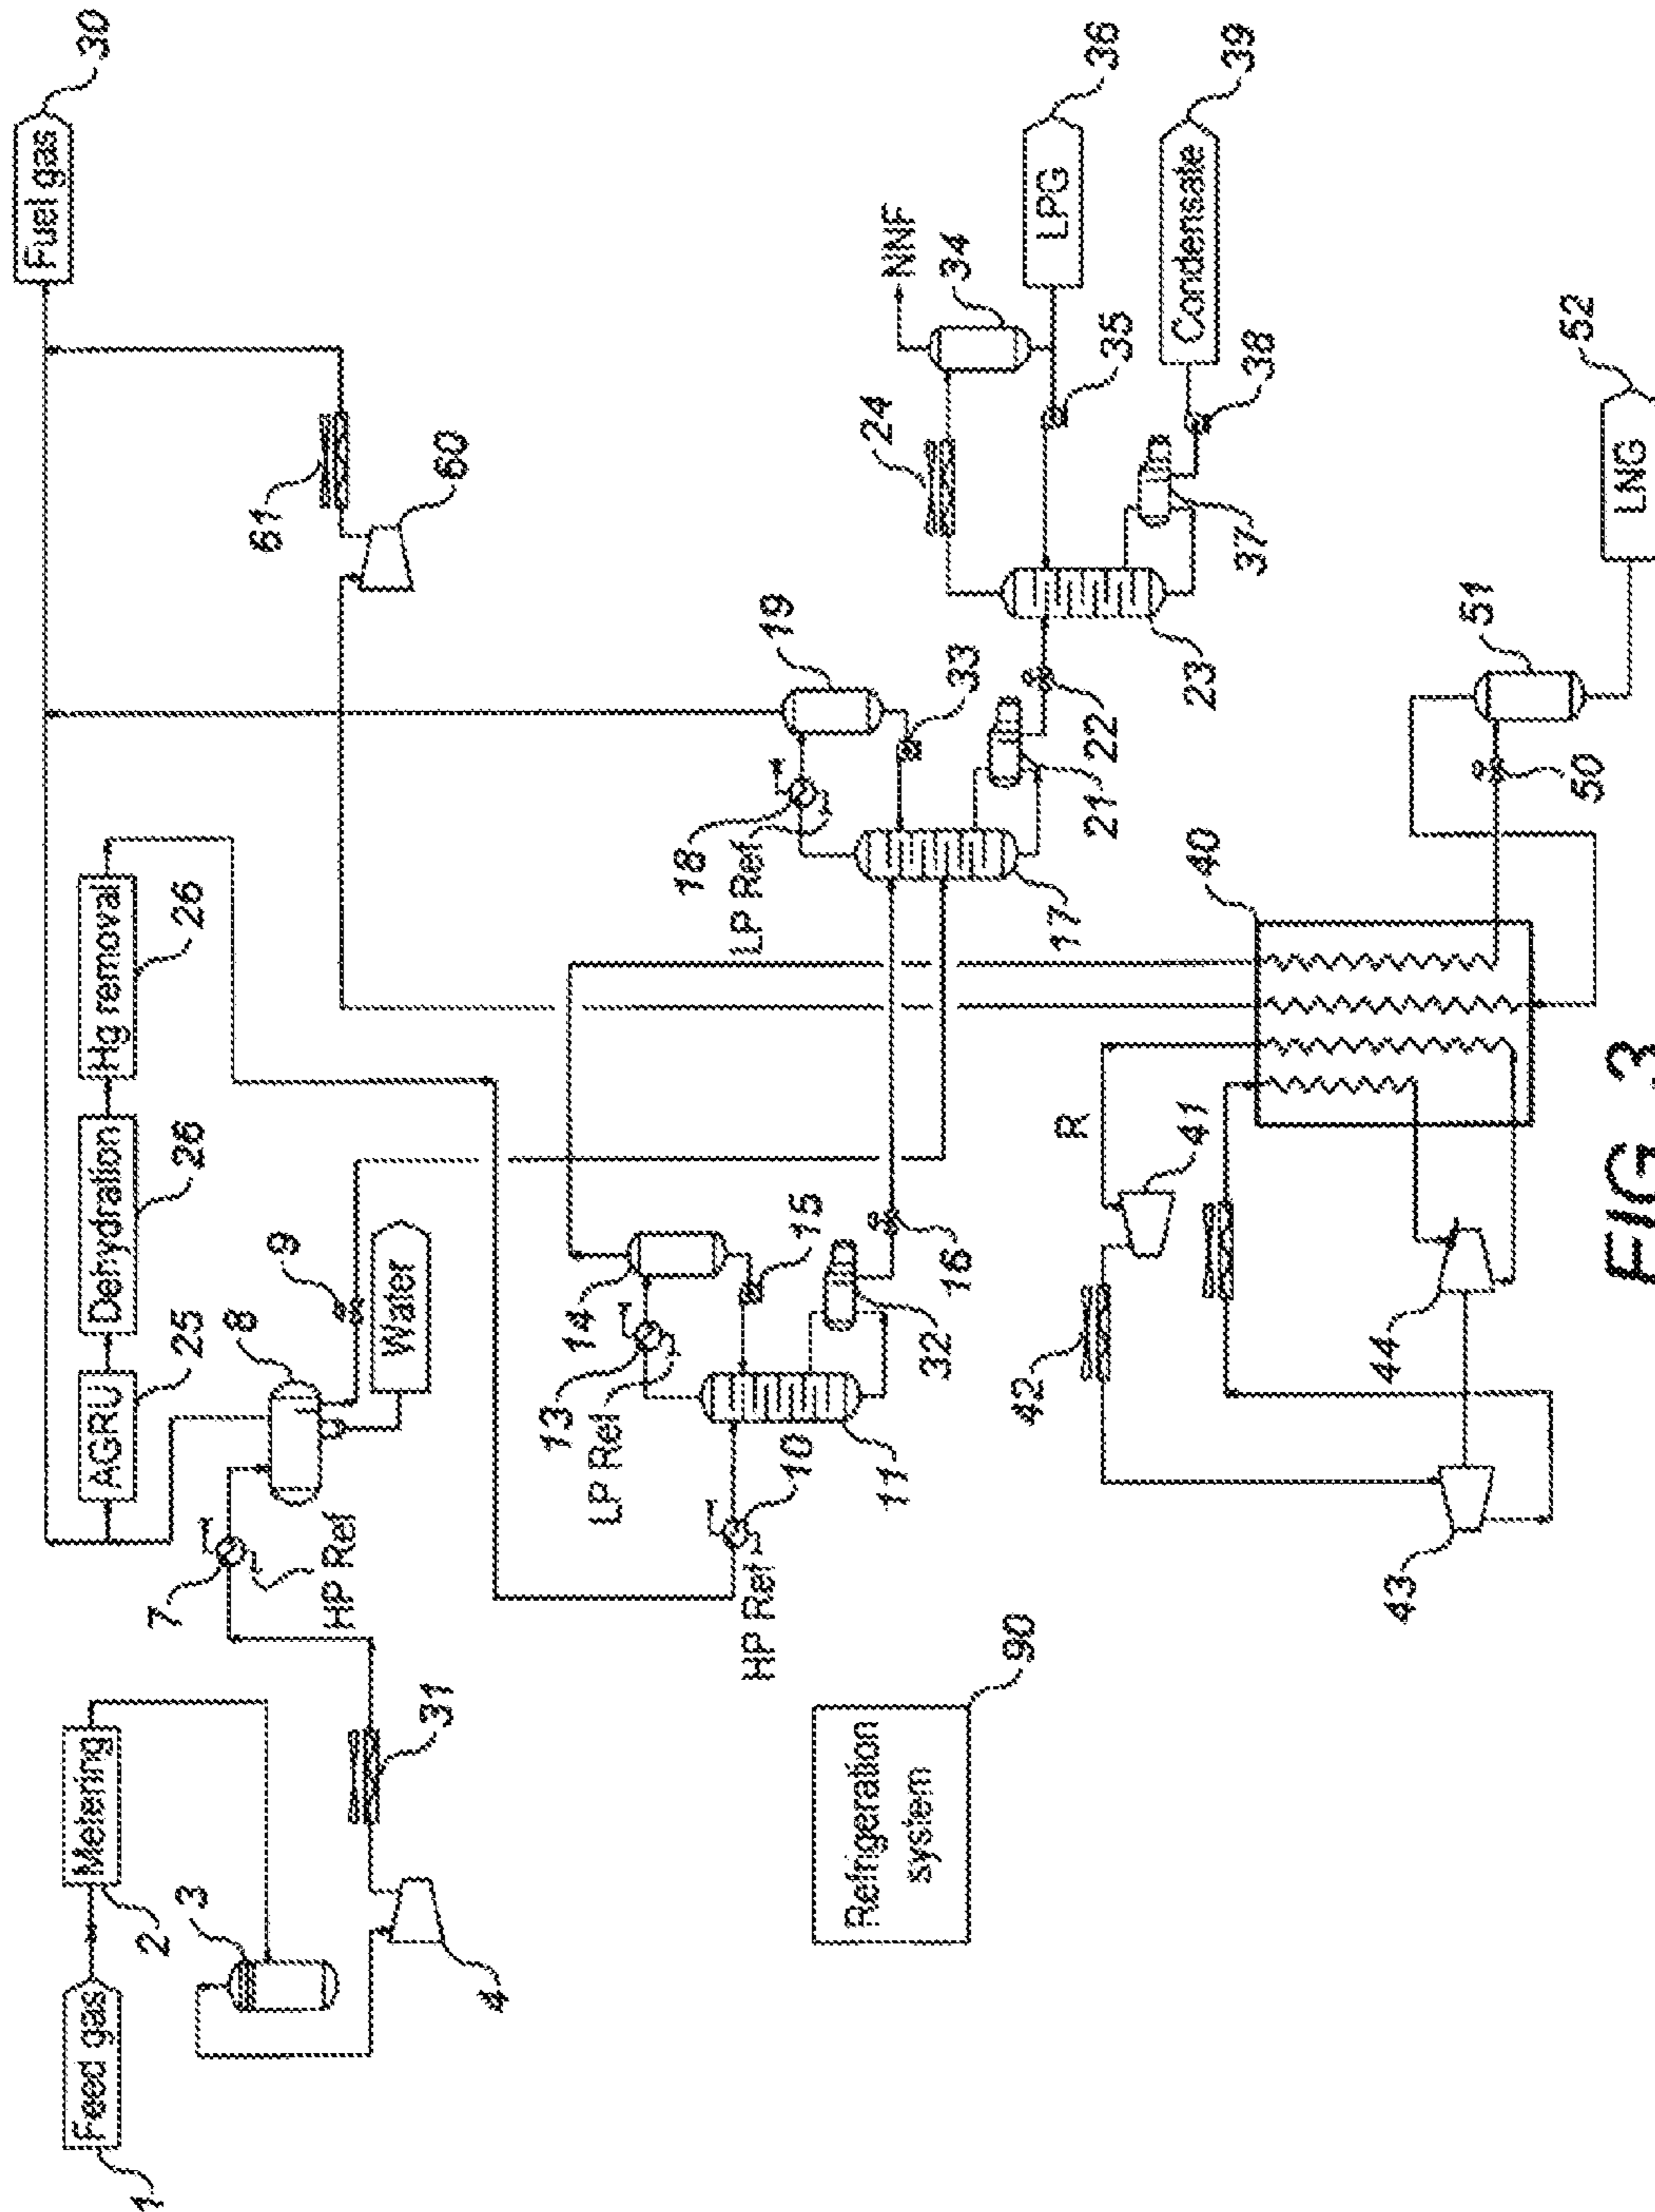 Feed gas
1
Metering
2
3
4
31
7
HP Ref
8
9
Water
AGRU
25
Dehydration
26
Hg removal
26
Fuel gas
30
61
60
10
HP Ref
11
13
LP Ref
14
15
32
16
17
18
LP Ref
19
33
21
22
23
24
34
NNF
35
LPG
36
37
38
Condensate
39
Refrigeration
system
90
R
40
41
42
43
44
50
51
LNG
52
FIG 3